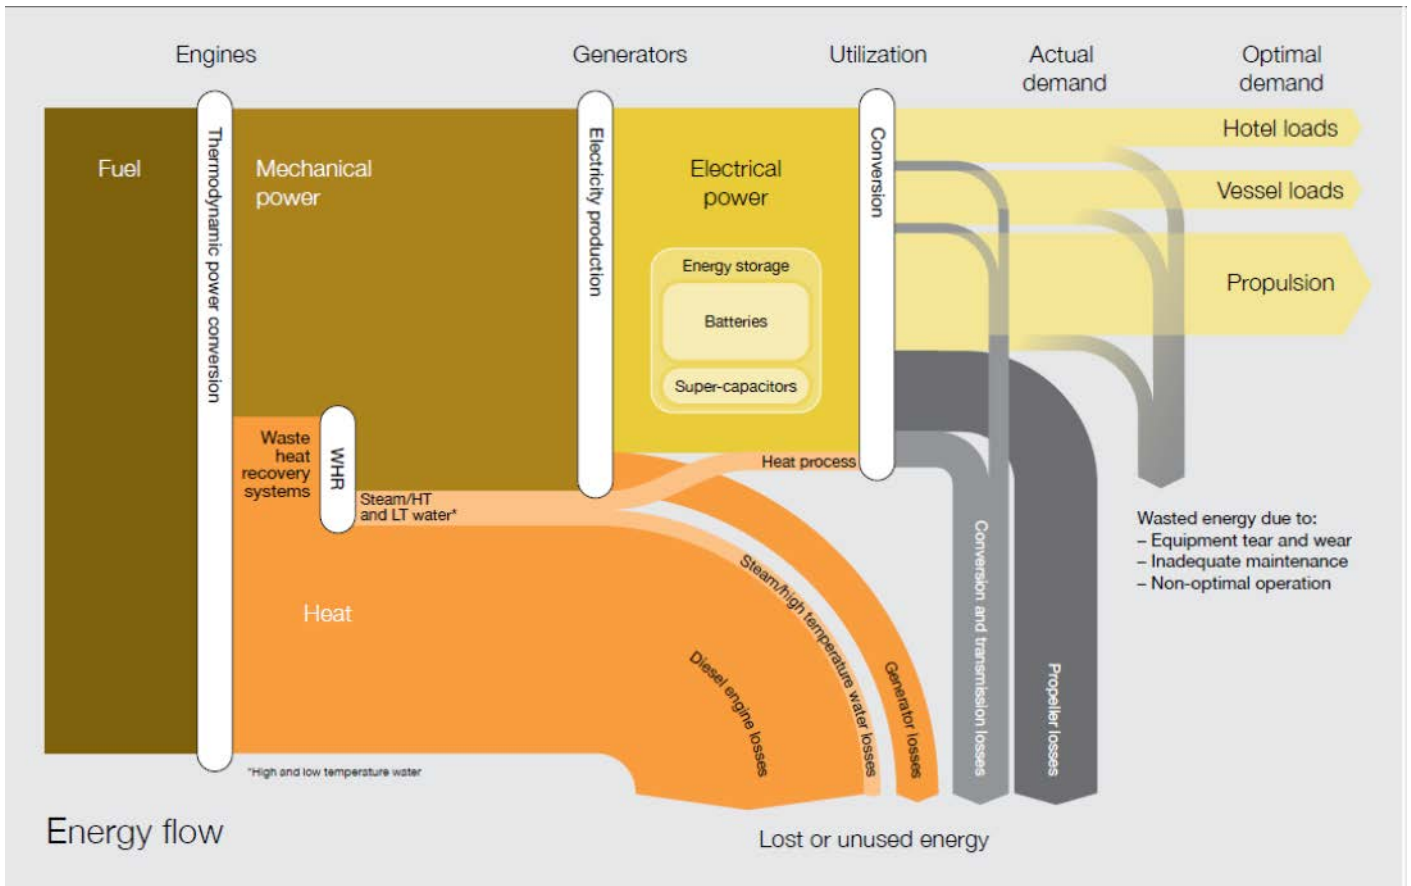 Engines
Generators
Utilization
Actual
demand
Optimal
demand
Fuel
Thermodynamic power conversion
Mechanical
power
Electricity production
Electrical
power
Energy storage
Batteries
Super-capacitors
Conversion
Hotel loads
Vessel loads
Propulsion
Waste
heat
recovery
systems
WHR
Steam/HT
and LT water*
Heat process
Heat
Diesel engine losses
Steam/high temperature water losses
Generator losses
Conversion and transmission losses
Propeller losses
Wasted energy due to:
– Equipment tear and wear
– Inadequate maintenance
– Non-optimal operation
*High and low temperature water
Energy flow
Lost or unused energy